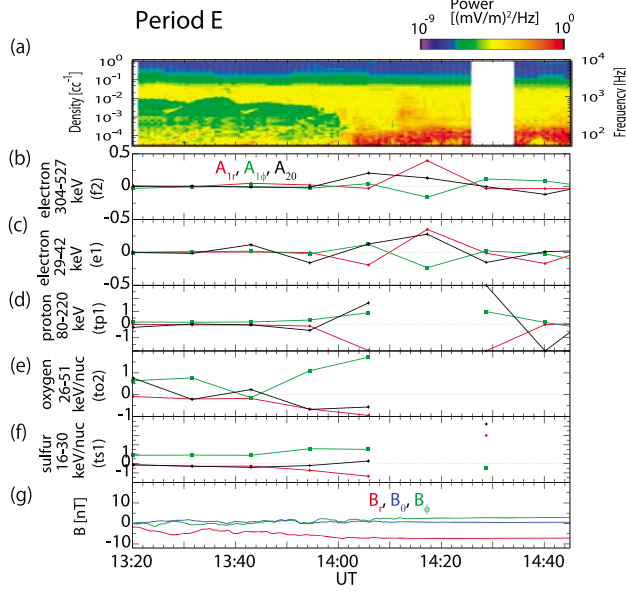 Period E
Power
[(mV/m)²/Hz]
10⁻⁹ 10⁰
(a)
Density [cc⁻¹]
10⁰
10⁻¹
10⁻²
10⁻³
10⁻⁴
Frequency [Hz]
10⁴
10³
10²
(b)
electron
304–527
keV
(f2)
0.5
0
-0.5
A1r, A1ϕ, A20
(c)
electron
29–42
keV
(e1)
0
-0.5
(d)
proton
80–220
keV
(tp1)
1
0
-1
(e)
oxygen
26–51
keV/nuc
(to2)
1
0
-1
(f)
sulfur
16–30
keV/nuc
(ts1)
1
0
-1
(g)
B [nT]
10
0
-10
Br, Bθ, Bϕ
13:20 13:40 14:00 14:20 14:40
UT